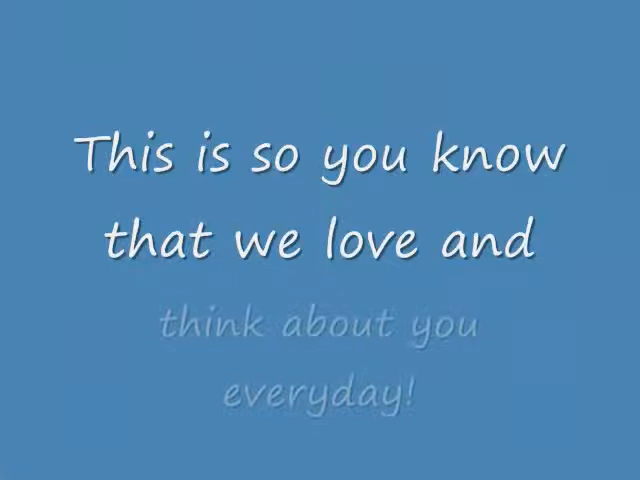 This is so you know
that we love and
think about you
everyday!